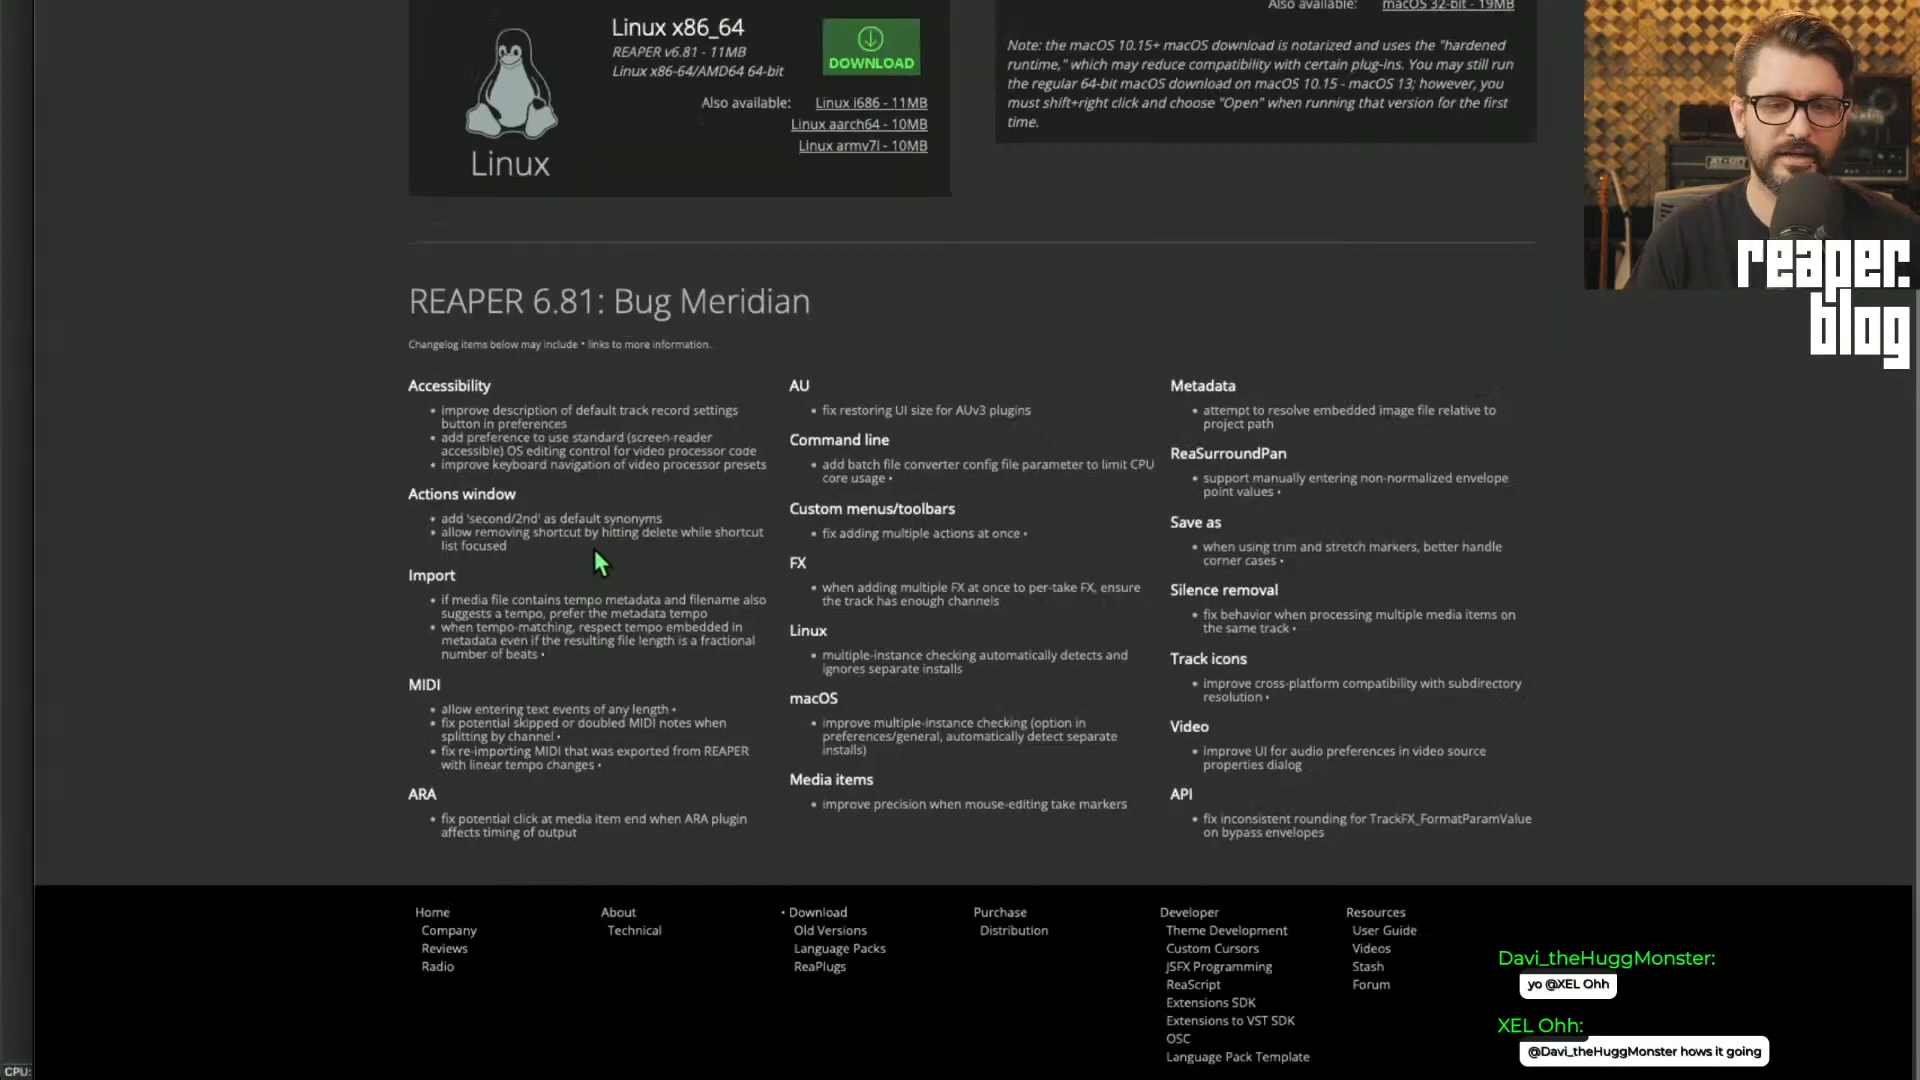 Linux x86_64
REAPER v6.81 - 11MB
Linux x86-64/AMD64 64-bit
DOWNLOAD
Also available: Linux i686 - 11MB
Linux aarch64 - 10MB
Linux armv7l - 10MB
Linux
Also available: macOS 32-bit - 19MB
Note: the macOS 10.15+ macOS download is notarized and uses the "hardened
runtime," which may reduce compatibility with certain plug-ins. You may still run
the regular 64-bit macOS download on macOS 10.15 - macOS 13; however, you
must shift+right click and choose "Open" when running that version for the first
time.
reaper.
blog
REAPER 6.81: Bug Meridian
Changelog items below may include • links to more information.
Accessibility
• improve description of default track record settings
button in preferences
• add preference to use standard (screen-reader
accessible) OS editing control for video processor code
• improve keyboard navigation of video processor presets
Actions window
• add 'second/2nd' as default synonyms
• allow removing shortcut by hitting delete while shortcut
list focused
Import
• if media file contains tempo metadata and filename also
suggests a tempo, prefer the metadata tempo
• when tempo-matching, respect tempo embedded in
metadata even if the resulting file length is a fractional
number of beats •
MIDI
• allow entering text events of any length •
• fix potential skipped or doubled MIDI notes when
splitting by channel •
• fix re-importing MIDI that was exported from REAPER
with linear tempo changes •
ARA
• fix potential click at media item end when ARA plugin
affects timing of output
AU
• fix restoring UI size for AUv3 plugins
Command line
• add batch file converter config file parameter to limit CPU
core usage •
Custom menus/toolbars
• fix adding multiple actions at once •
FX
• when adding multiple FX at once to per-take FX, ensure
the track has enough channels
Linux
• multiple-instance checking automatically detects and
ignores separate installs
macOS
• improve multiple-instance checking (option in
preferences/general, automatically detect separate
installs)
Media items
• improve precision when mouse-editing take markers
Metadata
• attempt to resolve embedded image file relative to
project path
ReaSurroundPan
• support manually entering non-normalized envelope
point values •
Save as
• when using trim and stretch markers, better handle
corner cases •
Silence removal
• fix behavior when processing multiple media items on
the same track •
Track icons
• improve cross-platform compatibility with subdirectory
resolution •
Video
• improve UI for audio preferences in video source
properties dialog
API
• fix inconsistent rounding for TrackFX_FormatParamValue
on bypass envelopes
Home
Company
Reviews
Radio
About
Technical
• Download
Old Versions
Language Packs
ReaPlugs
Purchase
Distribution
Developer
Theme Development
Custom Cursors
JSFX Programming
ReaScript
Extensions SDK
Extensions to VST SDK
OSC
Language Pack Template
Resources
User Guide
Videos
Stash
Forum
Davi_theHuggMonster:
yo @XEL Ohh
XEL Ohh:
@Davi_theHuggMonster hows it going
CPU: